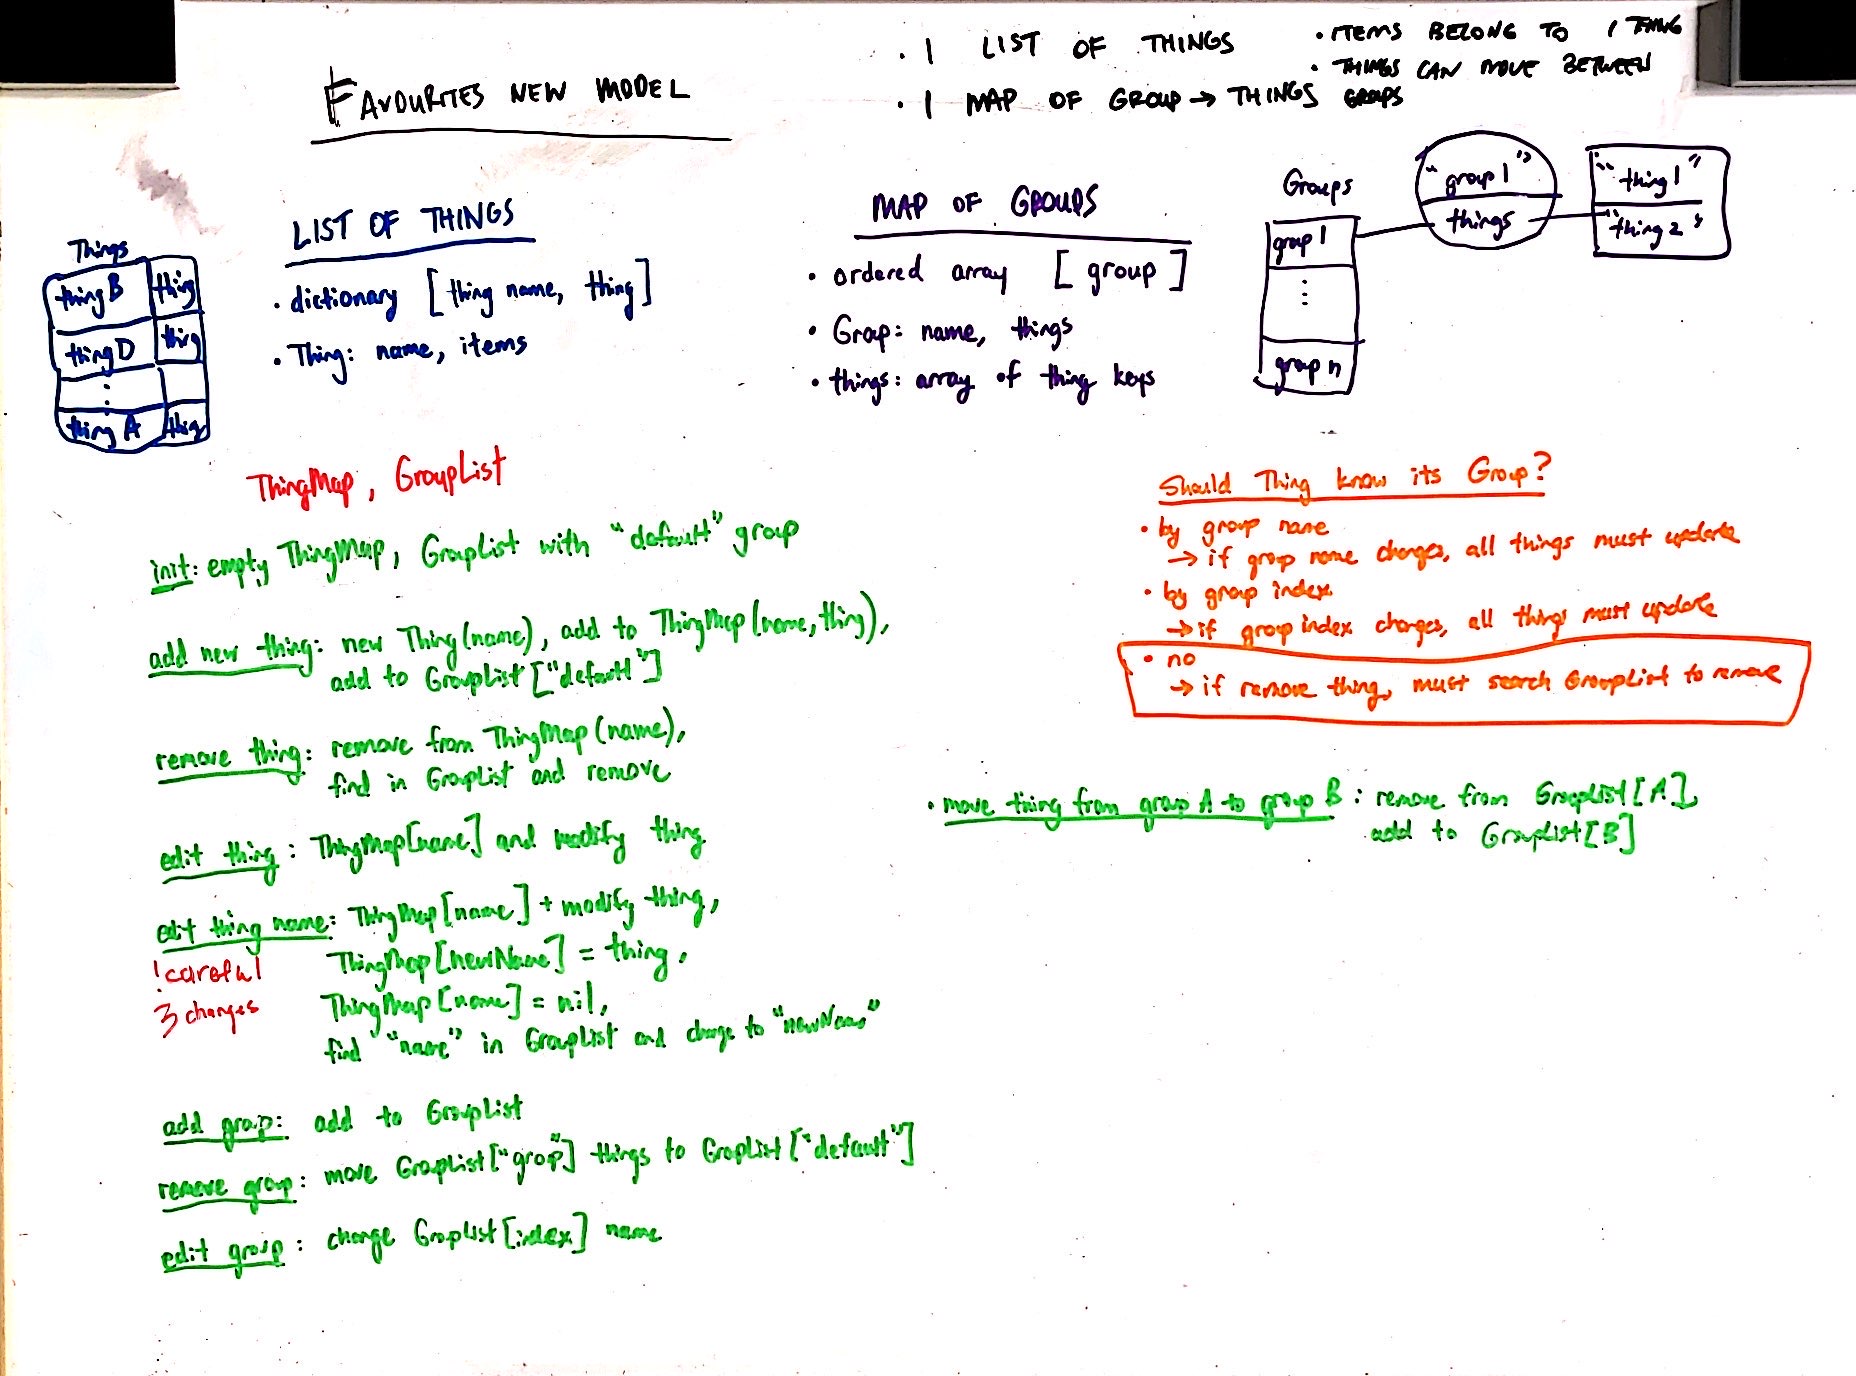 FAVOURITES NEW MODEL
• 1 LIST OF THINGS
• 1 MAP OF GROUP → THINGS
• ITEMS BELONG TO 1 THING
• THINGS CAN MOVE BETWEEN
GROUPS
Things
thing B thing
thing D thing
⋮
thing A thing
LIST OF THINGS
• dictionary [thing name, thing]
• Thing: name, items
MAP OF GROUPS
• ordered array [group]
• Group: name, things
• things: array of thing keys
Groups
group 1
⋮
group n
"group 1"
things
"thing 1"
"thing 2"
ThingMap, GroupList
init: empty ThingMap, GroupList with "default" group
add new thing: new Thing(name), add to ThingMap(name, thing),
add to GroupList["default"]
remove thing: remove from ThingMap(name),
find in GroupList and remove
edit thing: ThingMap[name] and modify thing
edit thing name: ThingMap[name] + modify thing,
! careful
3 changes
ThingMap[newName] = thing,
ThingMap[name] = nil,
find "name" in GroupList and change to "newName"
add group: add to GroupList
remove group: move GroupList["group"] things to GroupList["default"]
edit group: change GroupList[index] name
Should Thing know its Group?
• by group name
→ if group name changes, all things must update
• by group index
→ if group index changes, all things must update
• no
→ if remove thing, must search GroupList to remove
• move thing from group A to group B: remove from GroupList[A],
add to GroupList[B]